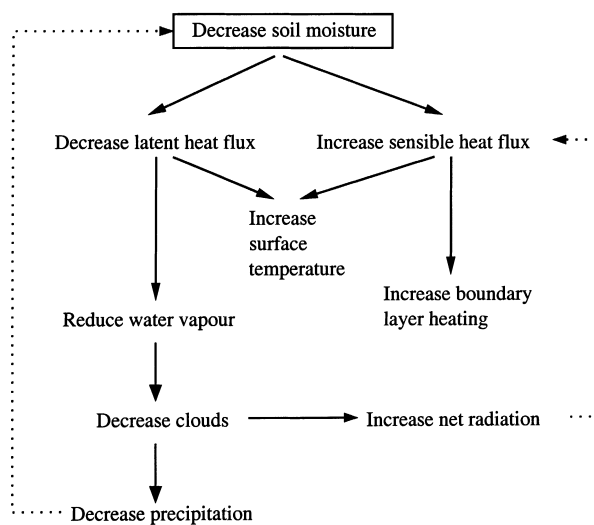 Decrease soil moisture
Decrease latent heat flux
Increase sensible heat flux
Increase
surface
temperature
Increase boundary
layer heating
Reduce water vapour
Decrease clouds
Increase net radiation
Decrease precipitation